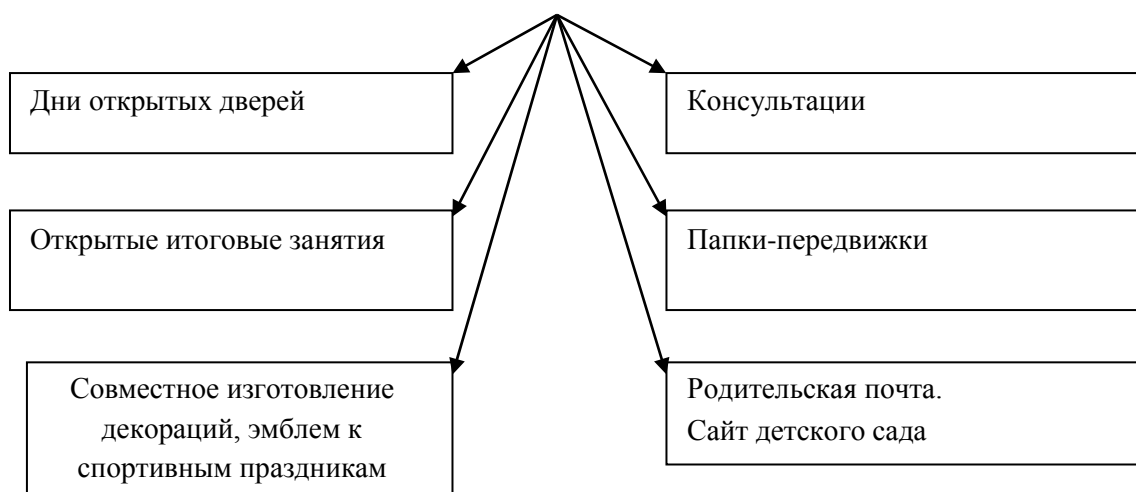 Дни открытых дверей
Консультации
Открытые итоговые занятия
Папки-передвижки
Совместное изготовление
декораций, эмблем к
спортивным праздникам
Родительская почта.
Сайт детского сада